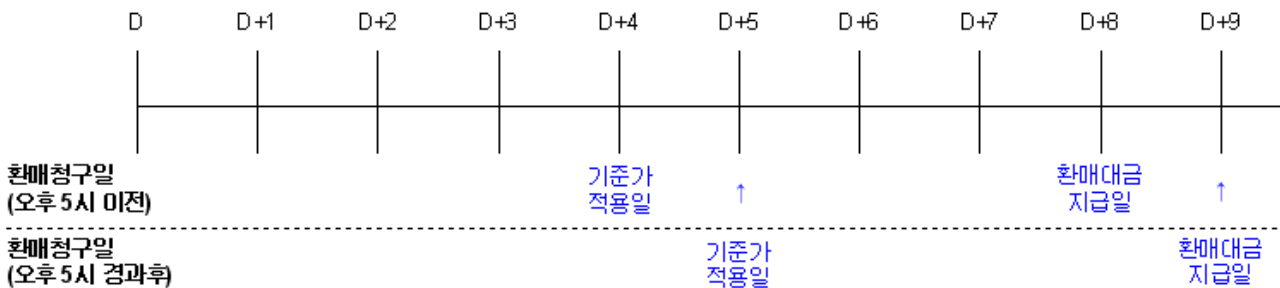 D D+1 D+2 D+3 D+4 D+5 D+6 D+7 D+8 D+9
환매청구일
(오후 5시 이전)
기준가
적용일
↑
환매대금
지급일
↑
환매청구일
(오후 5시 경과후)
기준가
적용일
환매대금
지급일